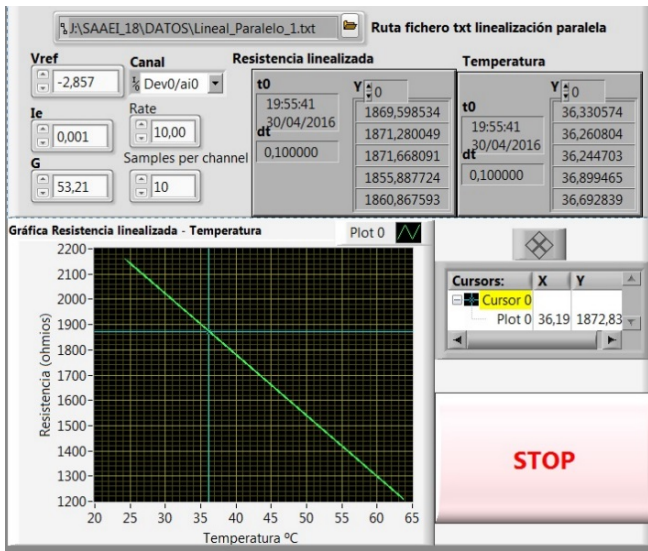 J:\SAAEI_18\DATOS\Lineal_Paralelo_1.txt
Ruta fichero txt linealización paralela
Vref
-2,857
Canal
Dev0/ai0
Ie
0,001
Rate
10,00
G
53,21
Samples per channel
10
Resistencia linealizada
t0
19:55:41
30/04/2016
dt
0,100000
Y
0
1869,598534
1871,280049
1871,668091
1855,887724
1860,867593
Temperatura
t0
19:55:41
30/04/2016
dt
0,100000
Y
0
36,330574
36,260804
36,244703
36,899465
36,692839
Gráfica Resistencia linealizada - Temperatura
Plot 0
Resistencia (ohmios)
2200
2100
2000
1900
1800
1700
1600
1500
1400
1300
1200
20 25 30 35 40 45 50 55 60 65
Temperatura ºC
Cursors: X Y
Cursor 0
Plot 0 36,19 1872,83
STOP